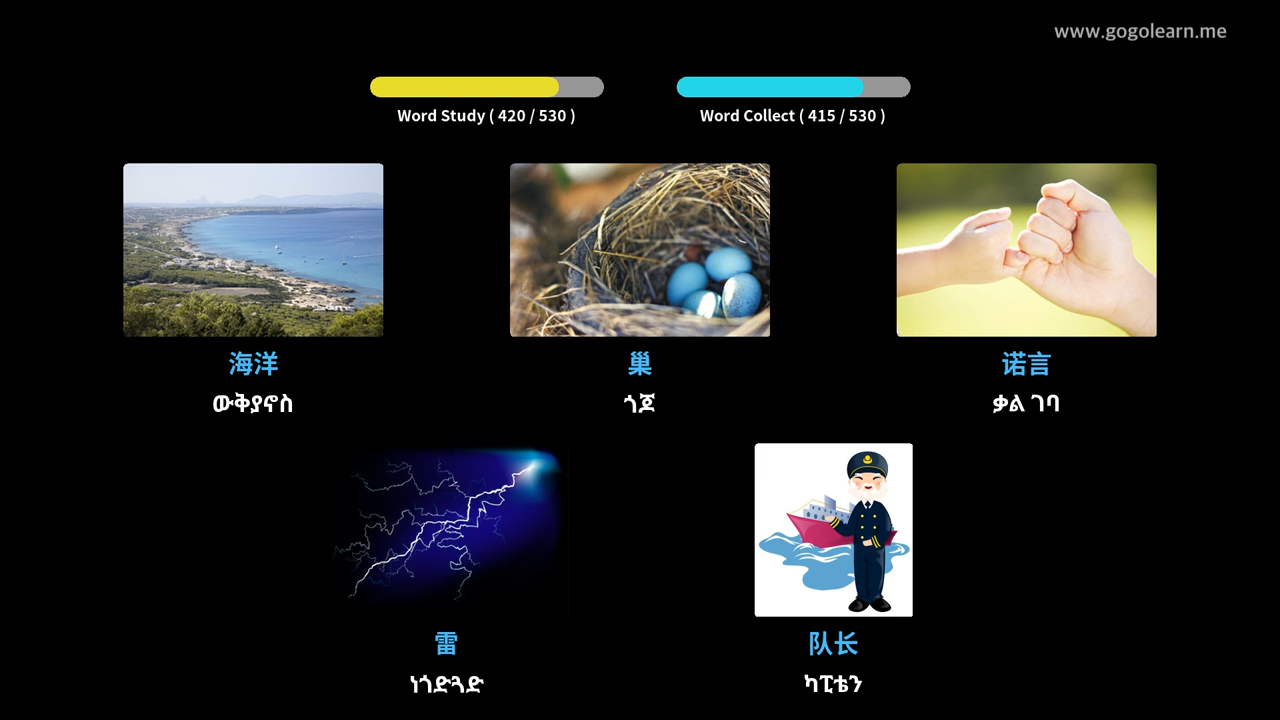 www.gogolearn.me
Word Study ( 420 / 530 )
Word Collect ( 415 / 530 )
海洋
巢
诺言
ውቅያኖስ
ጎጆ
ቃል ገባ
雷
队长
ነጎድጓድ
ካፒቴን